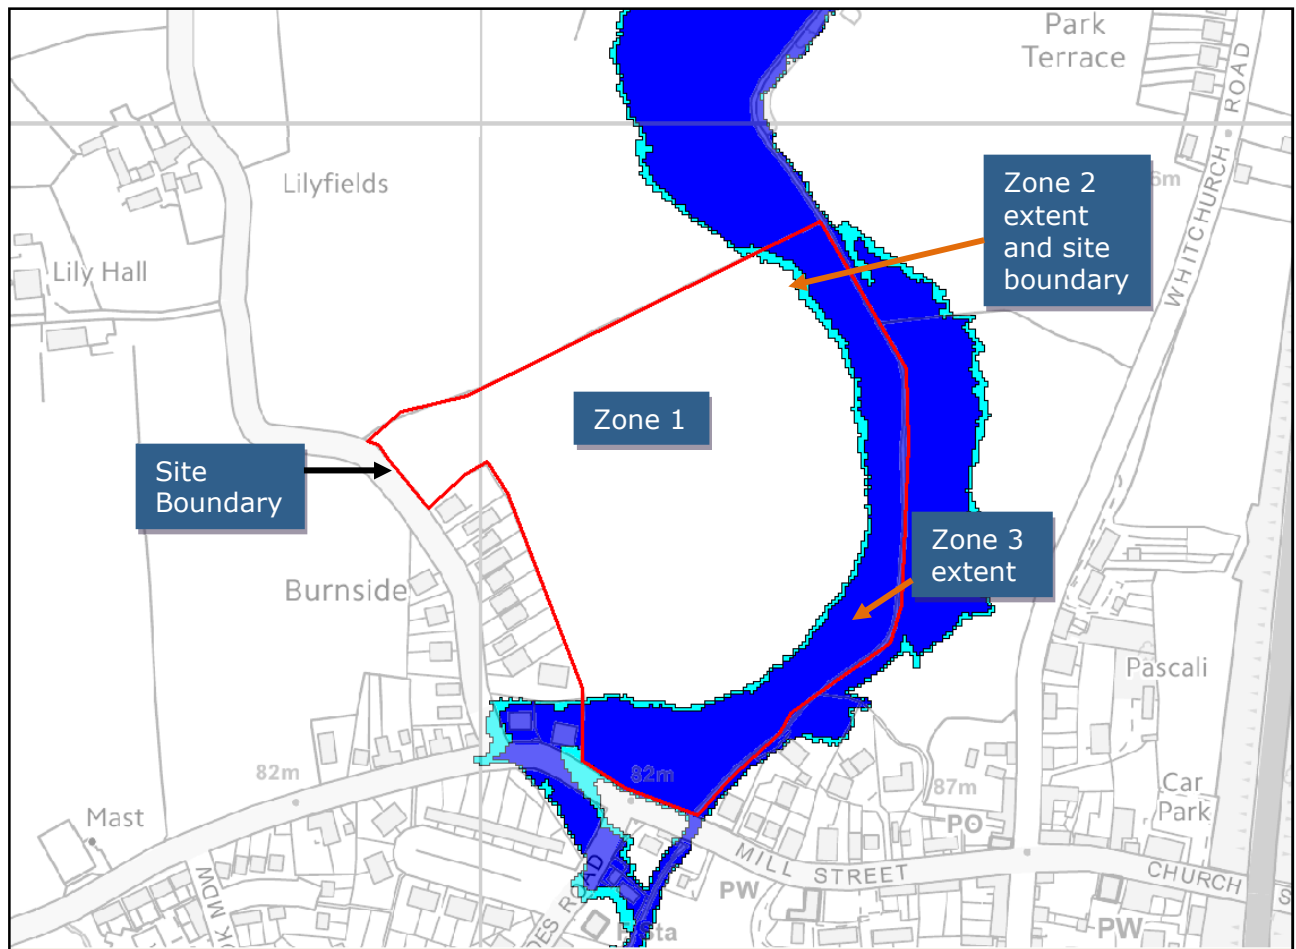 Park
Terrace
WHITCHURCH ROAD
Zone 2
extent
and site
boundary
6m
Lilyfields
Lily Hall
Zone 1
Site
Boundary
Zone 3
extent
Burnside
Pascali
82m
82m
87m
Car
Park
Mast
PO
MILL STREET
CHURCH
PW
PW